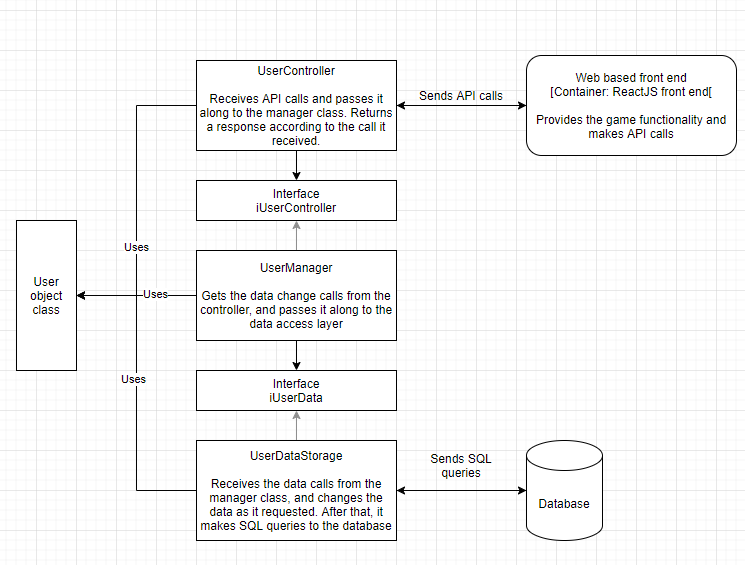 UserController
Receives API calls and passes it
along to the manager class. Returns
a response according to the call it
received.
Sends API calls
Web based front end
[Container: ReactJS front end[
Provides the game functionality and
makes API calls
Interface
iUserController
Uses
User
object
class
Uses
UserManager
Gets the data change calls from the
controller, and passes it along to the
data access layer
Uses
Interface
iUserData
UserDataStorage
Receives the data calls from the
manager class, and changes the
data as it requested. After that, it
makes SQL queries to the database
Sends SQL
queries
Database